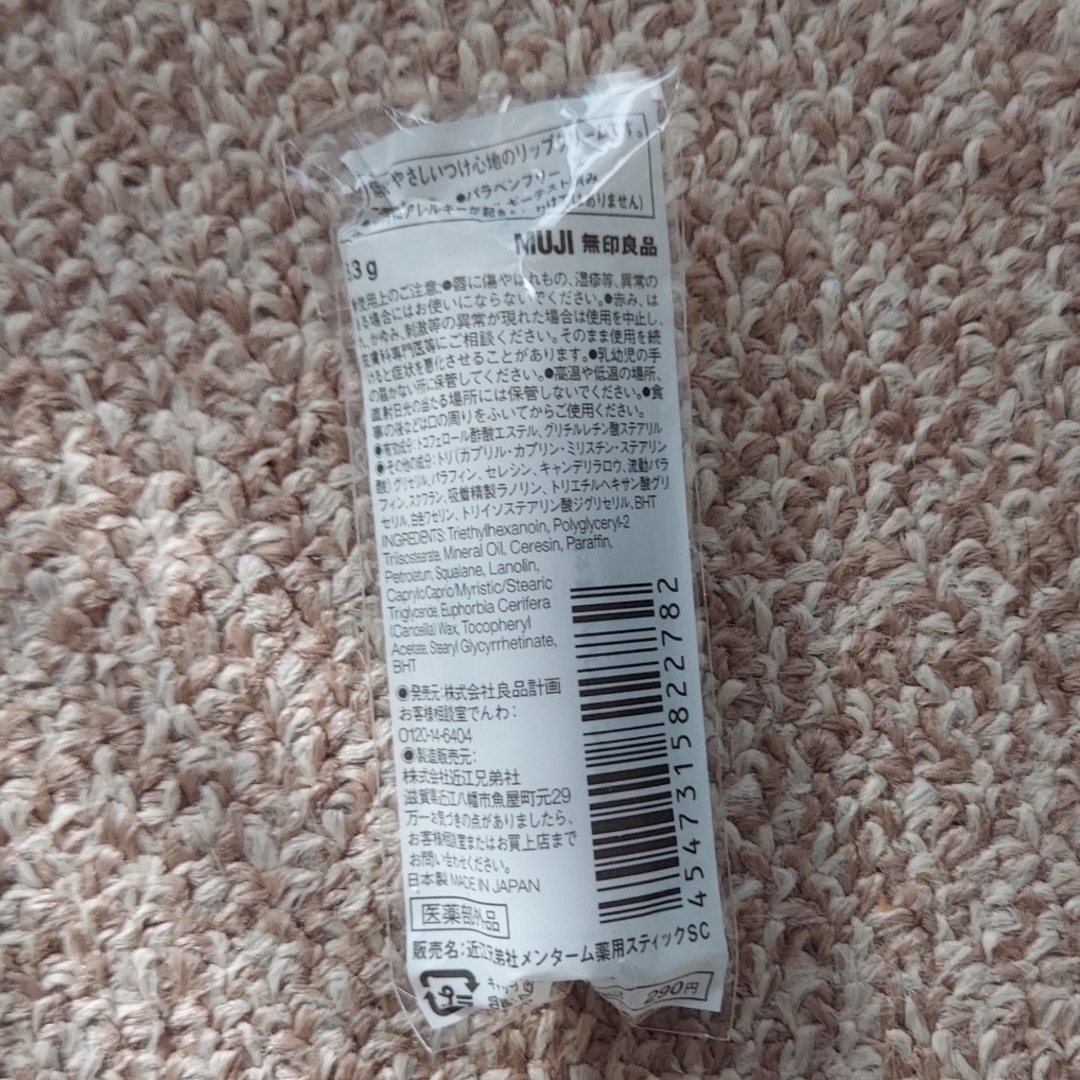 やさしいつけ心地のリップクリームです。
●パラベンフリー
アレルギーが起き はありません)
MUJI 無印良品
3g
使用上のご注意:●唇に傷やはれもの、湿疹等、異常の
ある場合にはお使いにならないでください。●赤み、は
れ、かゆみ、刺激等の異常が現れた場合は使用を中止し、
皮膚科専門医等にご相談ください。そのまま使用を続
けると症状を悪化させることがあります。●乳幼児の手
の届かない所に保管してください。●高温や低温の場所、
直射日光の当たる場所には保管しないでください。●食
事の後などは口の周りをふいてからご使用ください。
●有効成分:トコフェロール酢酸エステル、グリチルレチン酸ステアリル
●その他の成分:トリ(カプリル・カプリン・ミリスチン・ステアリン
酸)グリセリル、パラフィン、セレシン、キャンデリラロウ、流動パラ
フィン、スクワラン、吸着精製ラノリン、トリエチルヘキサン酸グリ
セリル、白色ワセリン、トリイソステアリン酸ジグリセリル、BHT
INGREDIENTS: Triethylhexanoin, Polyglyceryl-2
Triisostearate, Mineral Oil, Ceresin, Paraffin,
Petrolatum, Squalane, Lanolin,
Caprylic/Capric/Myristic/Stearic
Triglyceride, Euphorbia Cerifera
(Candelilla) Wax, Tocopheryl
Acetate, Stearyl Glycyrrhetinate,
BHT
●発売元:株式会社良品計画
お客様相談室でんわ:
0120-14-6404
●製造販売元:
株式会社近江兄弟社
滋賀県近江八幡市魚屋町元29
万一お気づきの点がありましたら、
お客様相談室またはお買上店まで
お問い合わせください。
日本製 MADE IN JAPAN
医薬部外品
販売名:近江兄弟社メンターム薬用スティックSC
キャップ
プラ
290円
4547315822782